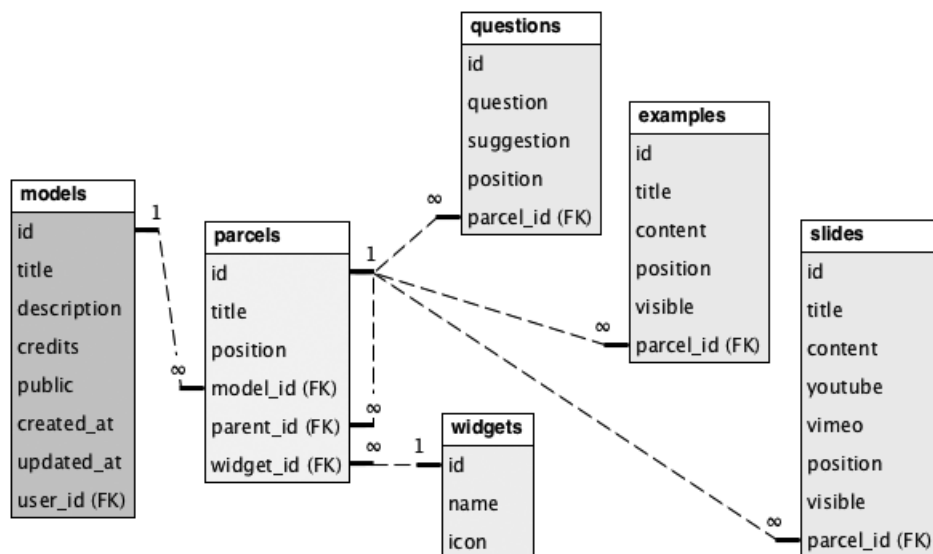 models
id
title
description
credits
public
created_at
updated_at
user_id (FK)
1
∞
parcels
id
title
position
model_id (FK)
parent_id (FK)
widget_id (FK)
1
∞
∞
1
widgets
id
name
icon
questions
id
question
suggestion
position
parcel_id (FK)
∞
examples
id
title
content
position
visible
parcel_id (FK)
∞
slides
id
title
content
youtube
vimeo
position
visible
parcel_id (FK)
∞